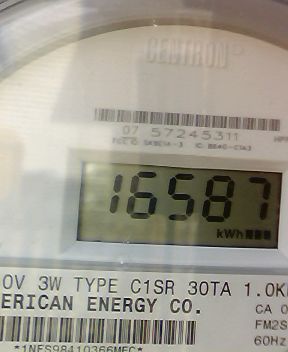 CENTRON
07 57245311
16587
kWh
0V 3W TYPE C1SR 30TA 1.0K
ERICAN ENERGY CO.
CA 0
FM2S
60Hz
*1NFS98410366MEC*